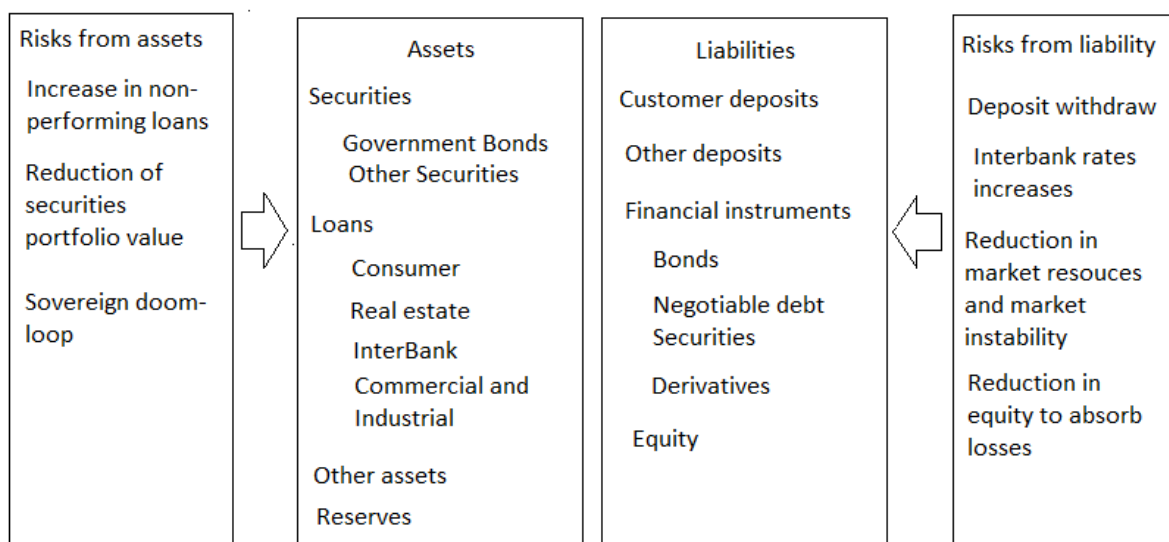 Risks from assets
Increase in non-
performing loans
Reduction of
securities
portfolio value
Sovereign doom-
loop
Assets
Securities
Government Bonds
Other Securities
Loans
Consumer
Real estate
InterBank
Commercial and
Industrial
Other assets
Reserves
Liabilities
Customer deposits
Other deposits
Financial instruments
Bonds
Negotiable debt
Securities
Derivatives
Equity
Risks from liability
Deposit withdraw
Interbank rates
increases
Reduction in
market resouces
and market
instability
Reduction in
equity to absorb
losses